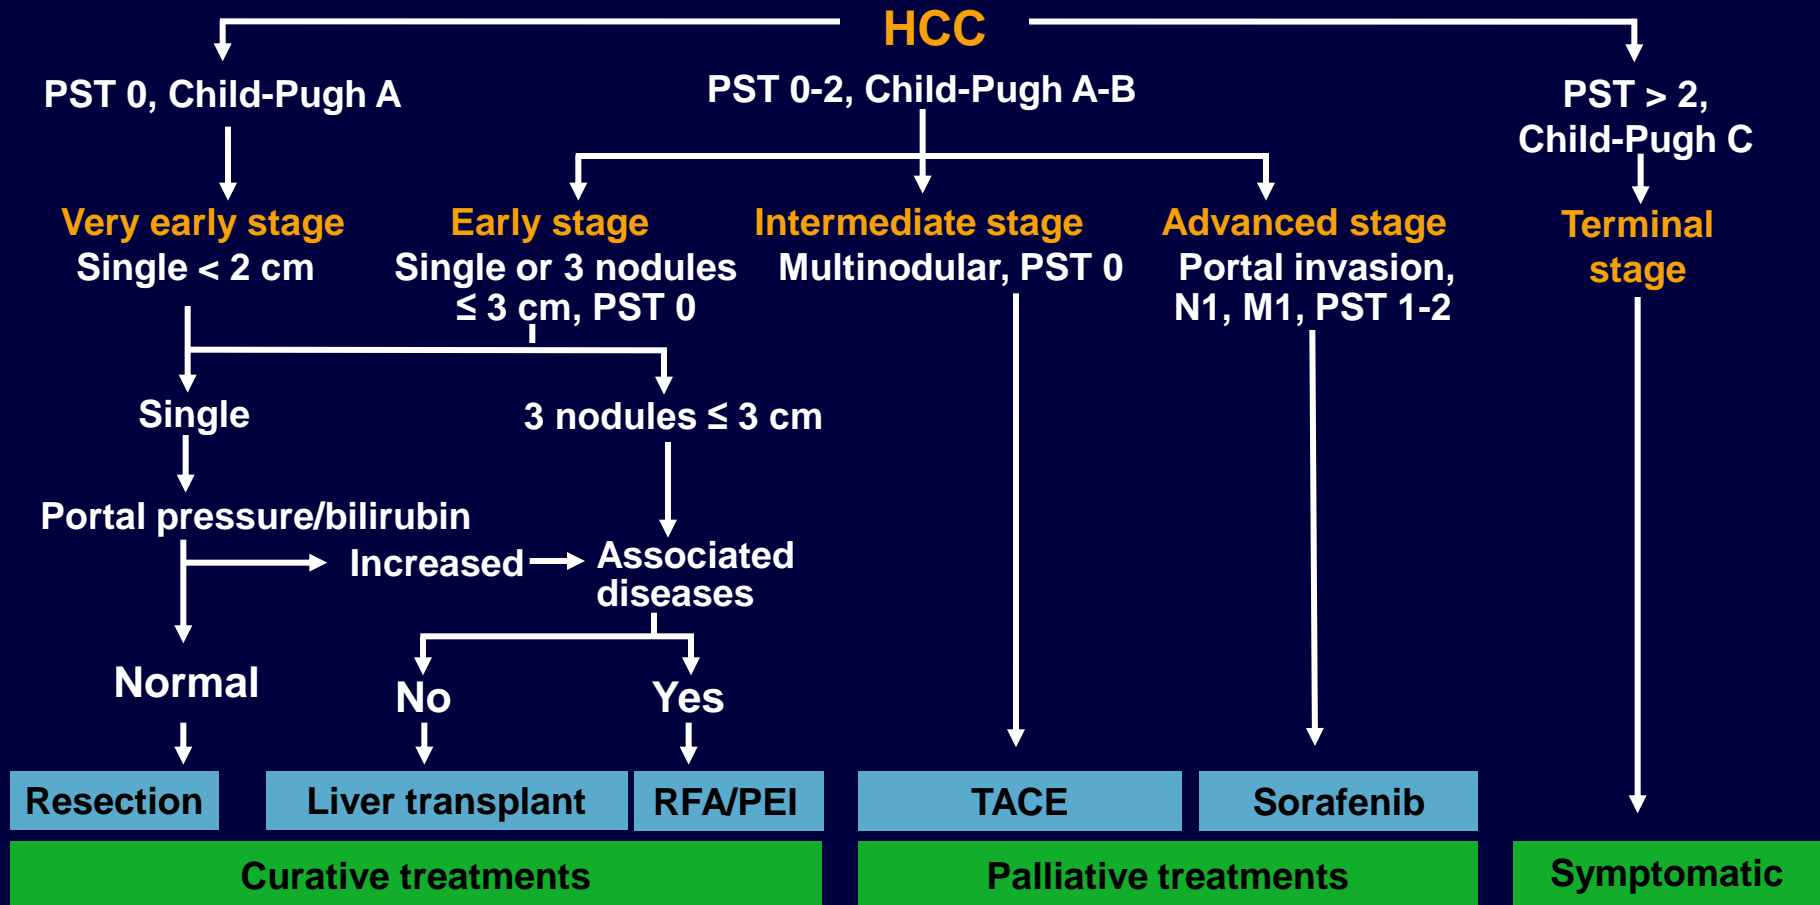 HCC
PST 0, Child-Pugh A
PST 0-2, Child-Pugh A-B
PST > 2,
Child-Pugh C
Very early stage
Single < 2 cm
Early stage
Single or 3 nodules
≤ 3 cm, PST 0
Intermediate stage
Multinodular, PST 0
Advanced stage
Portal invasion,
N1, M1, PST 1-2
Terminal
stage
Single
3 nodules ≤ 3 cm
Portal pressure/bilirubin
Increased
Associated
diseases
Normal
No
Yes
Resection
Liver transplant
RFA/PEI
TACE
Sorafenib
Curative treatments
Palliative treatments
Symptomatic